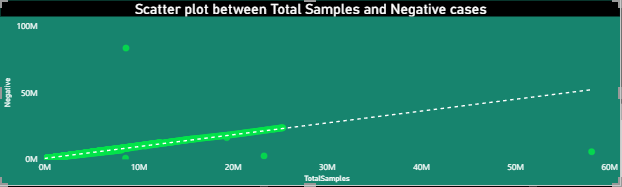 Scatter plot between Total Samples and Negative cases
100M
Negative
50M
0M
0M 10M 20M 30M 40M 50M 60M
TotalSamples